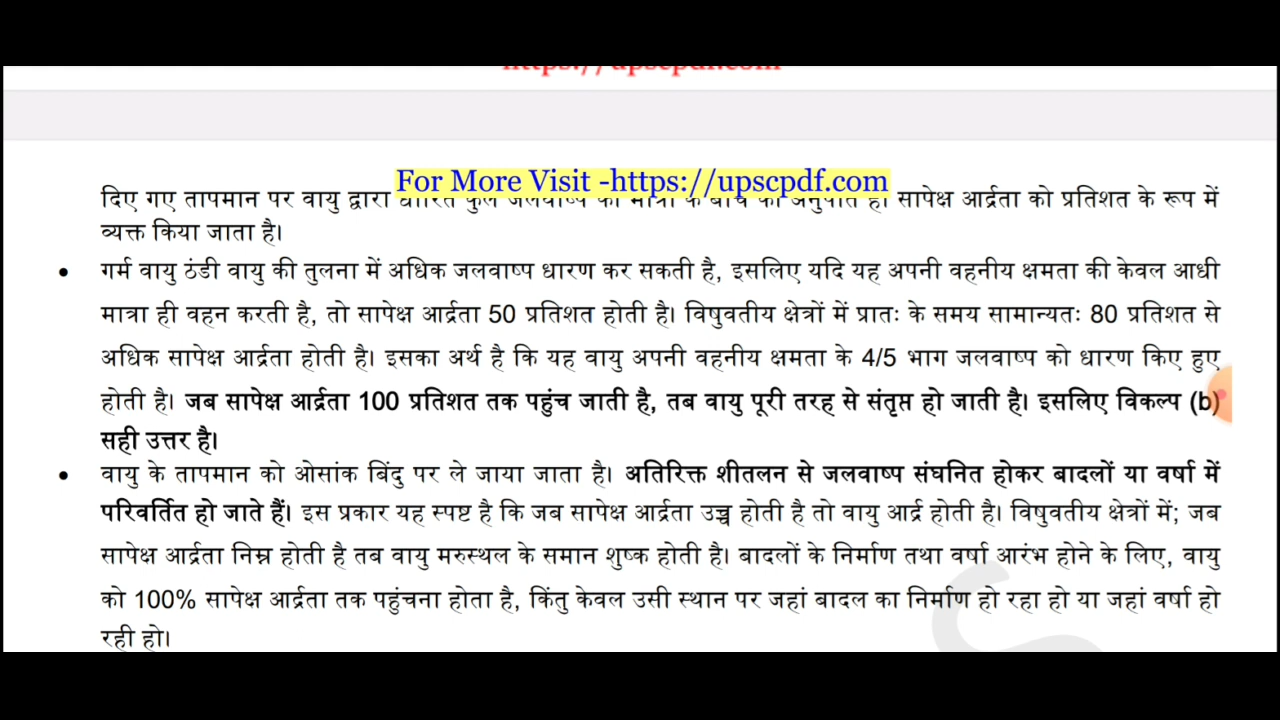 https://upscpdf.com
For More Visit -https://upscpdf.com
दिए गए तापमान पर वायु द्वारा धारित कुल जलवाष्प की मात्रा के बीच का अनुपात है। सापेक्ष आर्द्रता को प्रतिशत के रूप में
व्यक्त किया जाता है।
• गर्म वायु ठंडी वायु की तुलना में अधिक जलवाष्प धारण कर सकती है, इसलिए यदि यह अपनी वहनीय क्षमता की केवल आधी
मात्रा ही वहन करती है, तो सापेक्ष आर्द्रता 50 प्रतिशत होती है। विषुवतीय क्षेत्रों में प्रातः के समय सामान्यतः 80 प्रतिशत से
अधिक सापेक्ष आर्द्रता होती है। इसका अर्थ है कि यह वायु अपनी वहनीय क्षमता के 4/5 भाग जलवाष्प को धारण किए हुए
होती है। जब सापेक्ष आर्द्रता 100 प्रतिशत तक पहुंच जाती है, तब वायु पूरी तरह से संतृप्त हो जाती है। इसलिए विकल्प (b)
सही उत्तर है।
• वायु के तापमान को ओसांक बिंदु पर ले जाया जाता है। अतिरिक्त शीतलन से जलवाष्प संघनित होकर बादलों या वर्षा में
परिवर्तित हो जाते हैं। इस प्रकार यह स्पष्ट है कि जब सापेक्ष आर्द्रता उच्च होती है तो वायु आर्द्र होती है। विषुवतीय क्षेत्रों में; जब
सापेक्ष आर्द्रता निम्न होती है तब वायु मरुस्थल के समान शुष्क होती है। बादलों के निर्माण तथा वर्षा आरंभ होने के लिए, वायु
को 100% सापेक्ष आर्द्रता तक पहुंचना होता है, किंतु केवल उसी स्थान पर जहां बादल का निर्माण हो रहा हो या जहां वर्षा हो
रही हो।